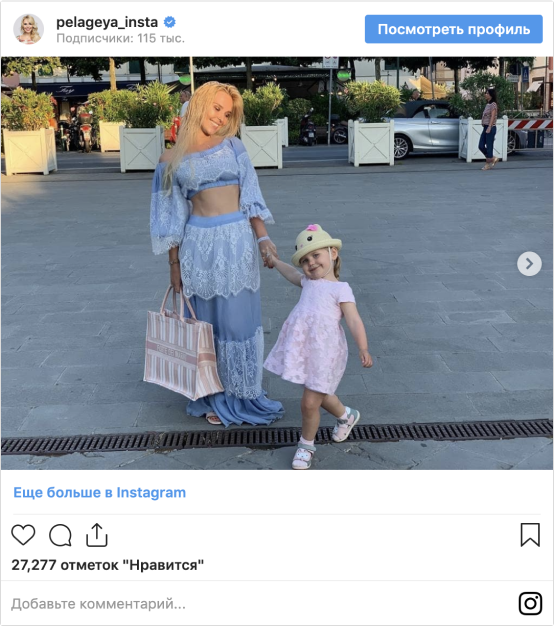 pelageya_insta
Подписчики: 115 тыс.
Посмотреть профиль
Еще больше в Instagram
27,277 отметок "Нравится"
Добавьте комментарий...